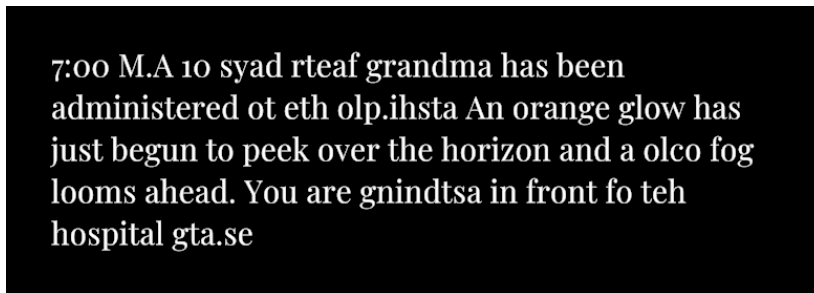 7:00 M.A 10 syad rteaf grandma has been
administered ot eth olp.ihsta An orange glow has
just begun to peek over the horizon and a olco fog
looms ahead. You are gnindtsa in front fo teh
hospital gta.se